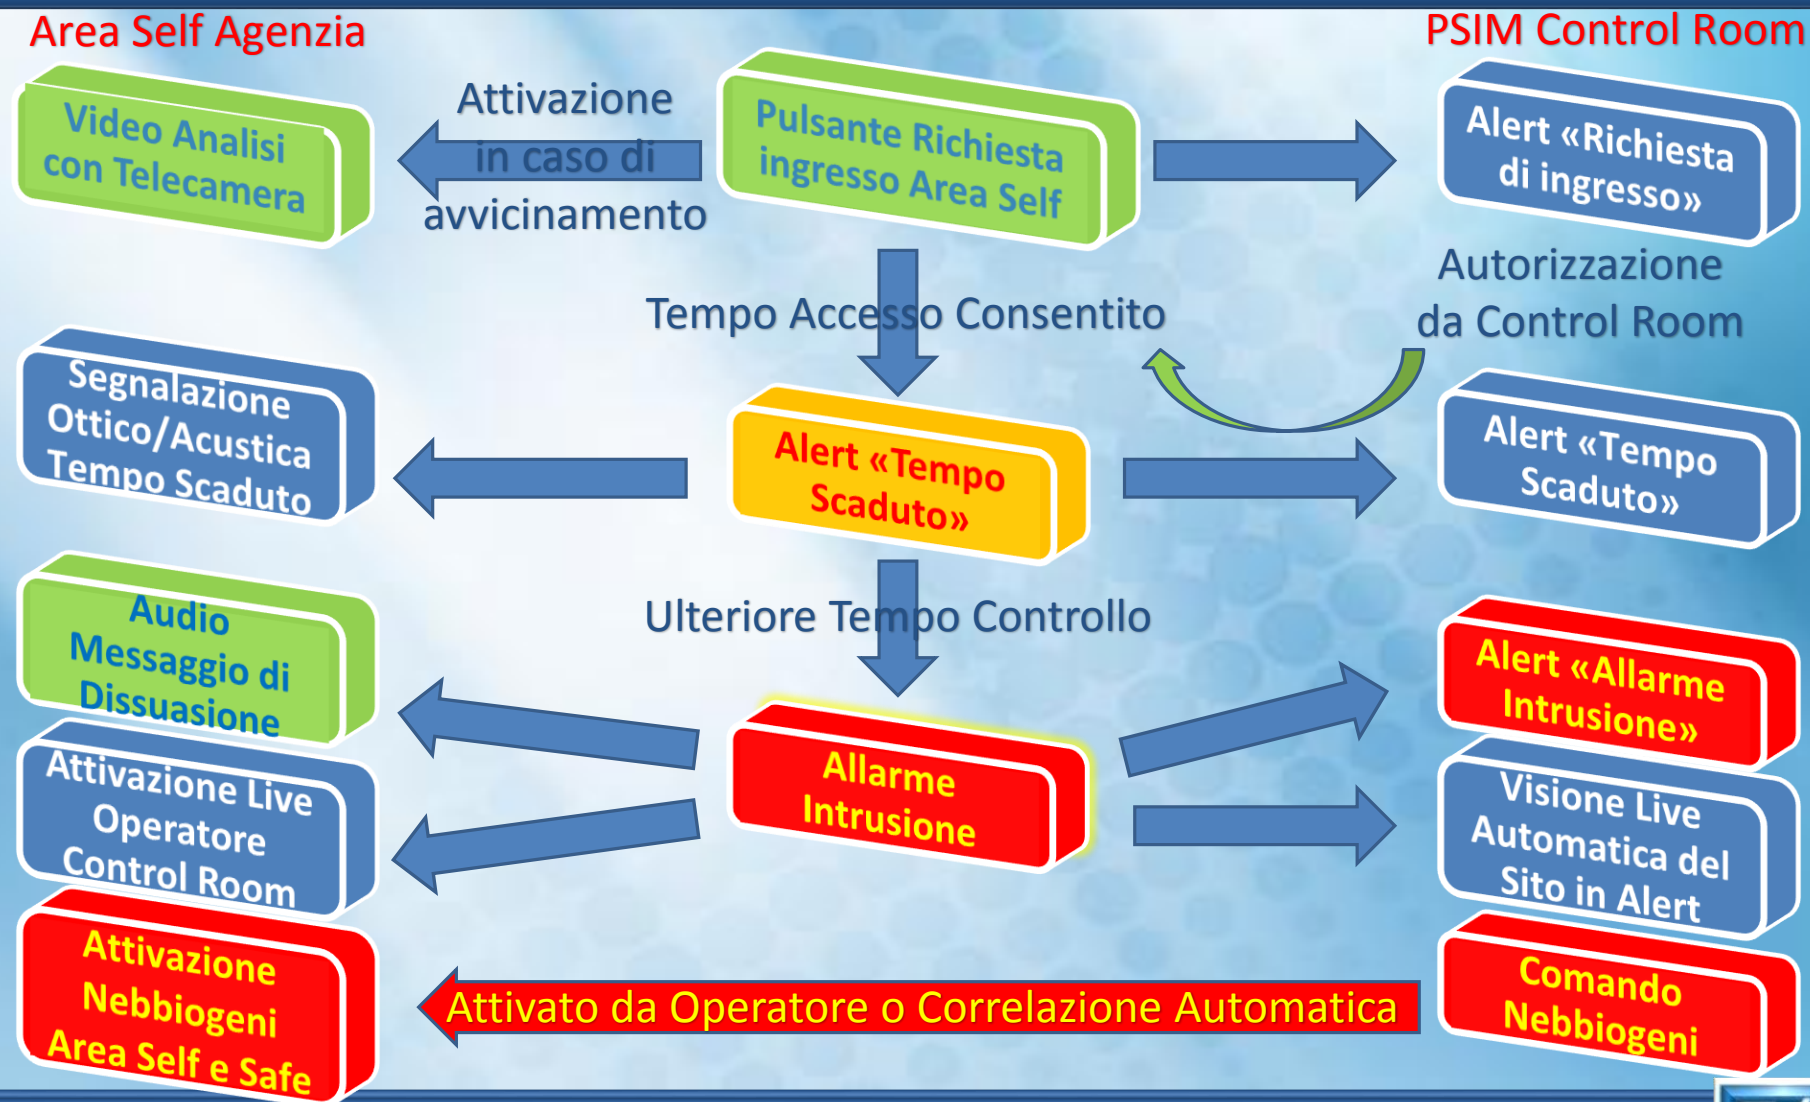 Area Self Agenzia
PSIM Control Room
Video Analisi
con Telecamera
Attivazione
in caso di
avvicinamento
Pulsante Richiesta
ingresso Area Self
Alert «Richiesta
di ingresso»
Tempo Accesso Consentito
Autorizzazione
da Control Room
Segnalazione
Ottico/Acustica
Tempo Scaduto
Alert «Tempo
Scaduto»
Alert «Tempo
Scaduto»
Ulteriore Tempo Controllo
Audio
Messaggio di
Dissuasione
Allarme
Intrusione
Alert «Allarme
Intrusione»
Attivazione Live
Operatore
Control Room
Visione Live
Automatica del
Sito in Alert
Attivazione
Nebbiogeni
Area Self e Safe
Attivato da Operatore o Correlazione Automatica
Comando
Nebbiogeni